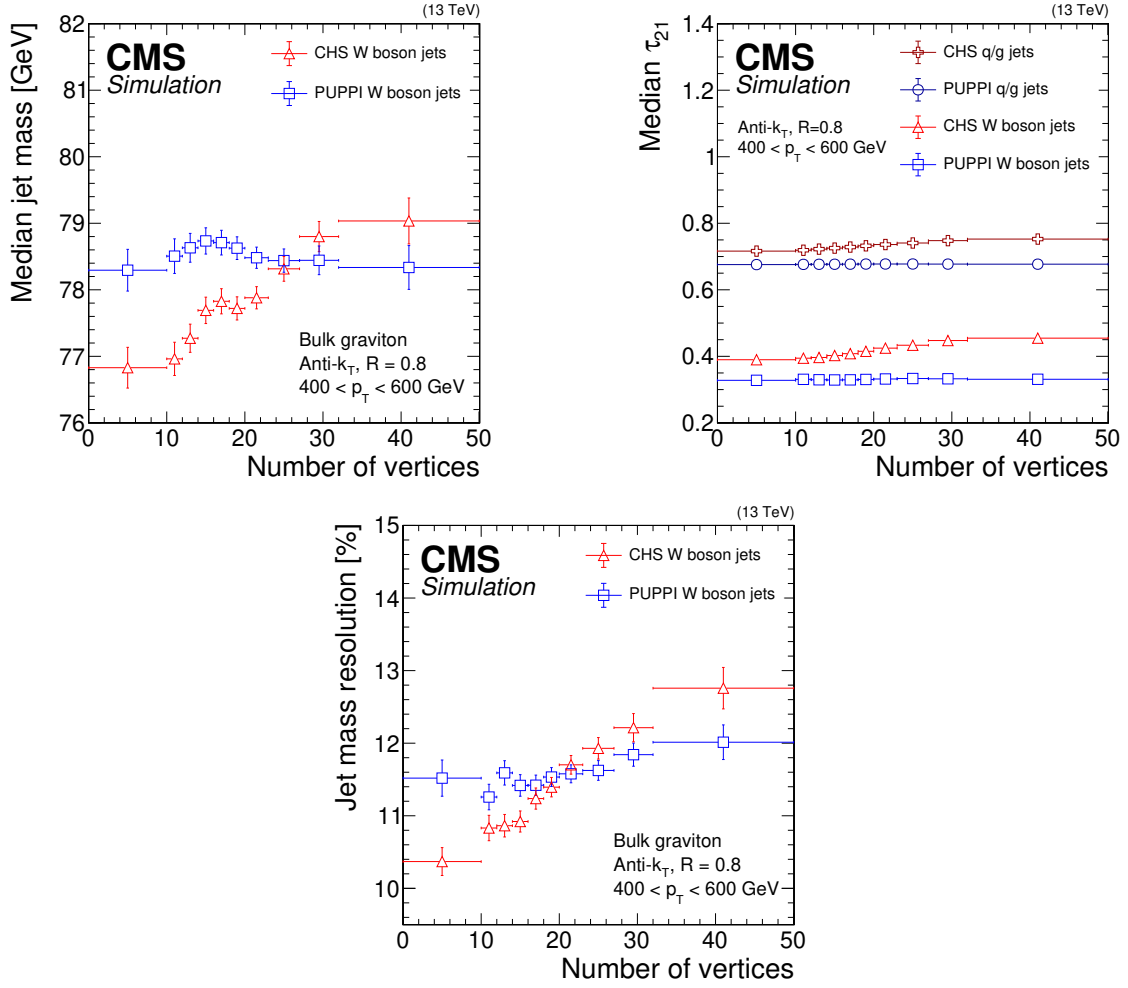 (13 TeV)
Median jet mass [GeV]
82
81
80
79
78
77
76
CMS
Simulation
CHS W boson jets
PUPPI W boson jets
Bulk graviton
Anti-k_T, R = 0.8
400 < p_T < 600 GeV
0 10 20 30 40 50
Number of vertices
(13 TeV)
Median τ_21
1.4
1.2
1
0.8
0.6
0.4
0.2
CMS
Simulation
Anti-k_T, R=0.8
400 < p_T < 600 GeV
CHS q/g jets
PUPPI q/g jets
CHS W boson jets
PUPPI W boson jets
0 10 20 30 40 50
Number of vertices
(13 TeV)
Jet mass resolution [%]
15
14
13
12
11
10
CMS
Simulation
CHS W boson jets
PUPPI W boson jets
Bulk graviton
Anti-k_T, R = 0.8
400 < p_T < 600 GeV
0 10 20 30 40 50
Number of vertices